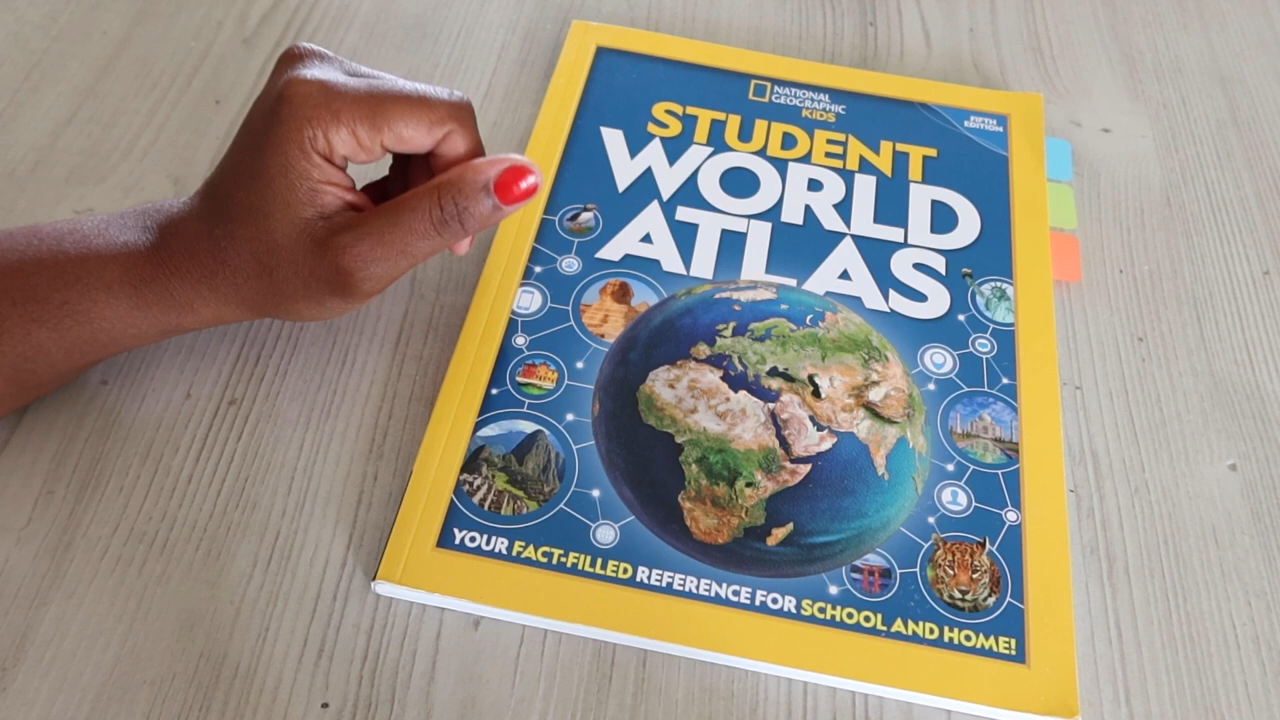 NATIONAL
GEOGRAPHIC
KiDS
FIFTH
EDITION
STUDENT
WORLD
ATLAS
YOUR FACT-FILLED REFERENCE FOR SCHOOL AND HOME!